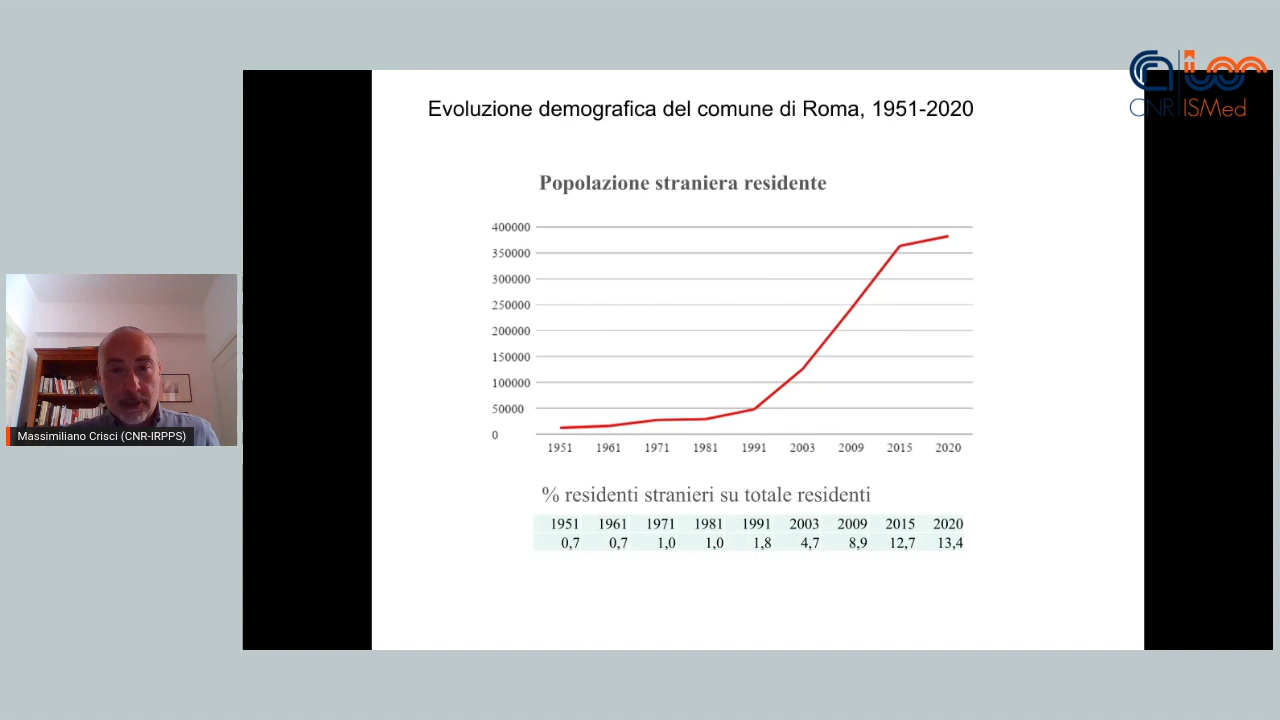 CNR ISMed
Evoluzione demografica del comune di Roma, 1951-2020
Popolazione straniera residente
400000
350000
300000
250000
200000
150000
100000
50000
0
1951 1961 1971 1981 1991 2003 2009 2015 2020
% residenti stranieri su totale residenti
1951 1961 1971 1981 1991 2003 2009 2015 2020
0,7 0,7 1,0 1,0 1,8 4,7 8,9 12,7 13,4
Massimiliano Crisci (CNR-IRPPS)